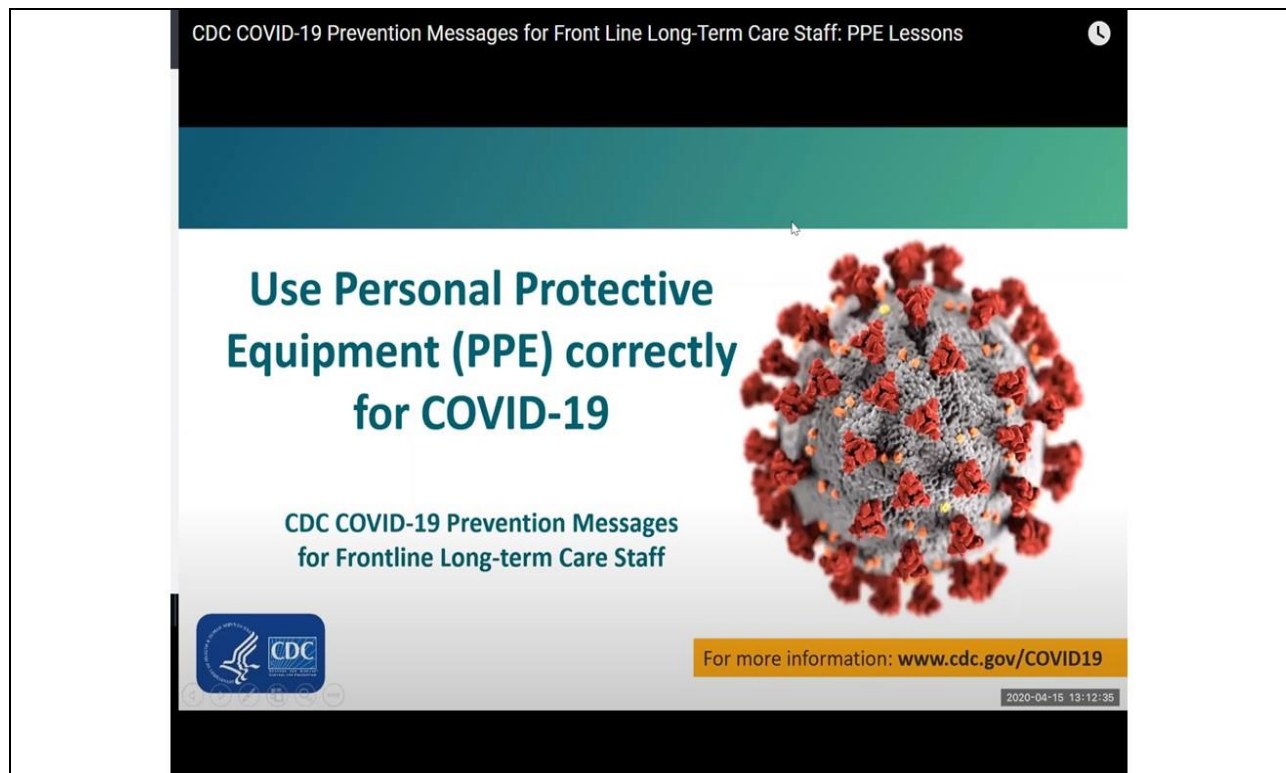 CDC COVID-19 Prevention Messages for Front Line Long-Term Care Staff: PPE Lessons
Use Personal Protective
Equipment (PPE) correctly
for COVID-19
CDC COVID-19 Prevention Messages
for Frontline Long-term Care Staff
CDC
For more information: www.cdc.gov/COVID19
2020-04-15 13:12:35